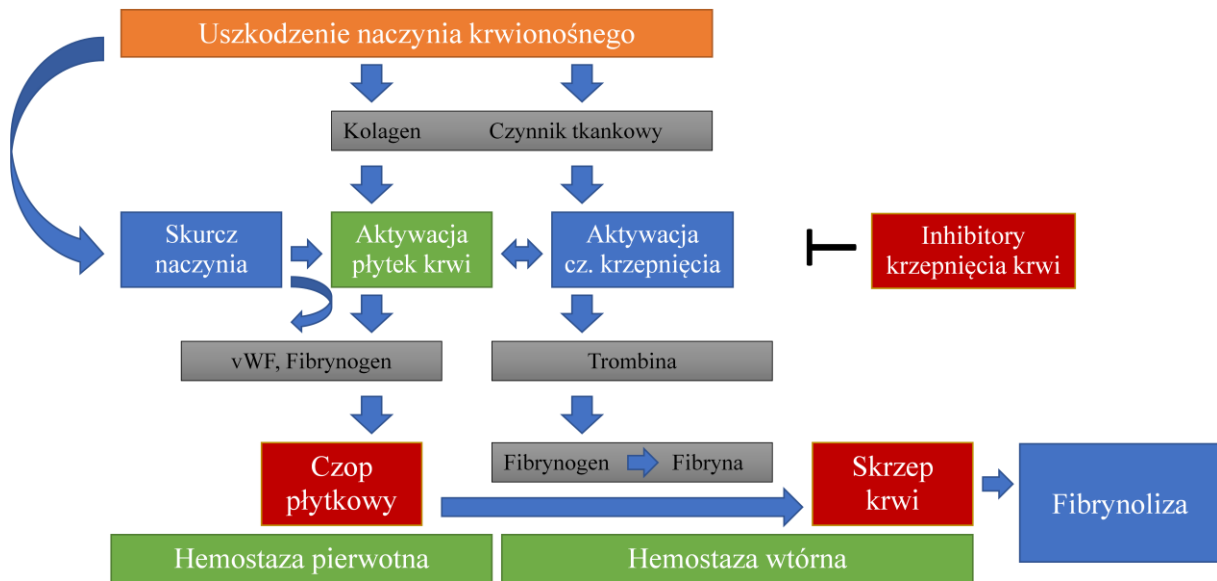 Uszkodzenie naczynia krwionośnego
Kolagen Czynnik tkankowy
Skurcz
naczynia
Aktywacja
płytek krwi
Aktywacja
cz. krzepnięcia
Inhibitory
krzepnięcia krwi
vWF, Fibrynogen
Trombina
Czop
płytkowy
Fibrynogen Fibryna
Skrzep
krwi
Fibrynoliza
Hemostaza pierwotna
Hemostaza wtórna